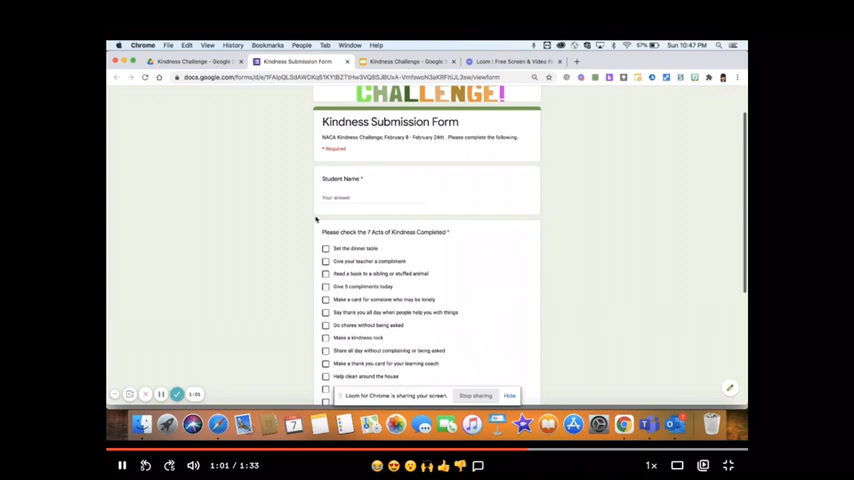 Chrome File Edit View History Bookmarks People Tab Window Help 57% Sun 10:47 PM
Kindness Challenge - Google Kindness Submission Form Kindness Challenge - Google S Loom | Free Screen & Video Re
CHALLENGE!
Kindness Submission Form
NACA Kindness Challenge; February 8 - February 24th . Please complete the following.
* Required
Student Name *
Your answer
Please check the 7 Acts of Kindness Completed *
Set the dinner table
Give your teacher a compliment
Read a book to a sibling or stuffed animal
Give 5 compliments today
Make a card for someone who may be lonely
Say thank you all day when people help you with things
Do chores without being asked
Make a kindness rock
Share all day without complaining or being asked
Make a thank you card for your learning coach
Help clean around the house
Loom for Chrome is sharing your screen. Stop sharing Hide
1:01
7
1:01 / 1:33
1x